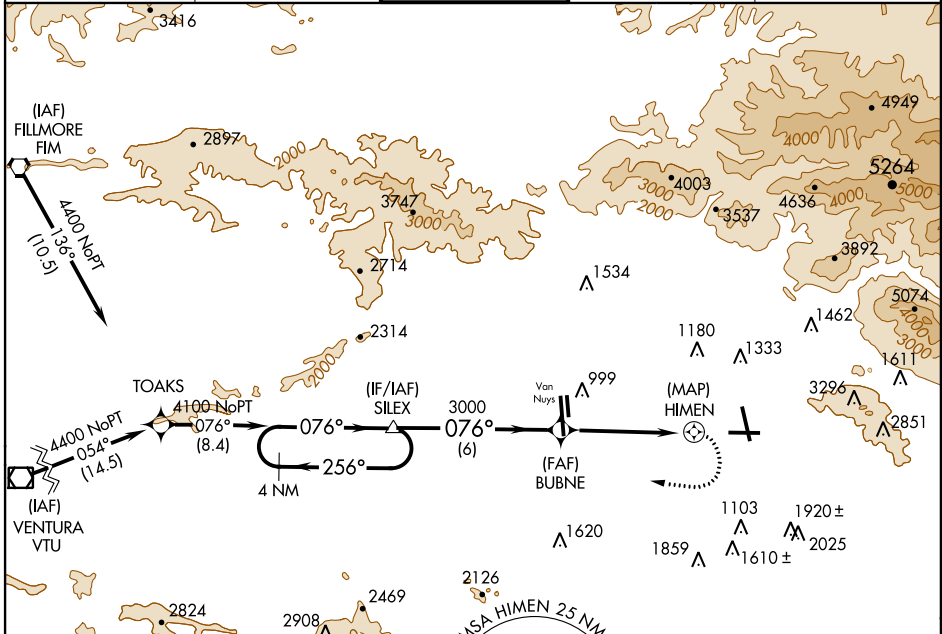 3416
(IAF)
FILLMORE
FIM
2897
2000
3747
3000
2714
2314
2000
4400 NoPT
136°
(10.5)
4949
4000
5264
5000
4003
3000
2000
4636
4000
3537
3892
1534
5074
4000
3000
1462
1180
1333
1611
3296
2851
TOAKS
4100 NoPT
076°
(8.4)
4400 NoPT
054°
(14.5)
(IAF)
VENTURA
VTU
076°
256°
4 NM
(IF/IAF)
SILEX
3000
076°
(6)
Van
Nuys
999
(FAF)
BUBNE
(MAP)
HIMEN
1620
1103
1920 ±
2025
1859
1610 ±
2126
2469
2824
2908
MSA HIMEN 25 NM